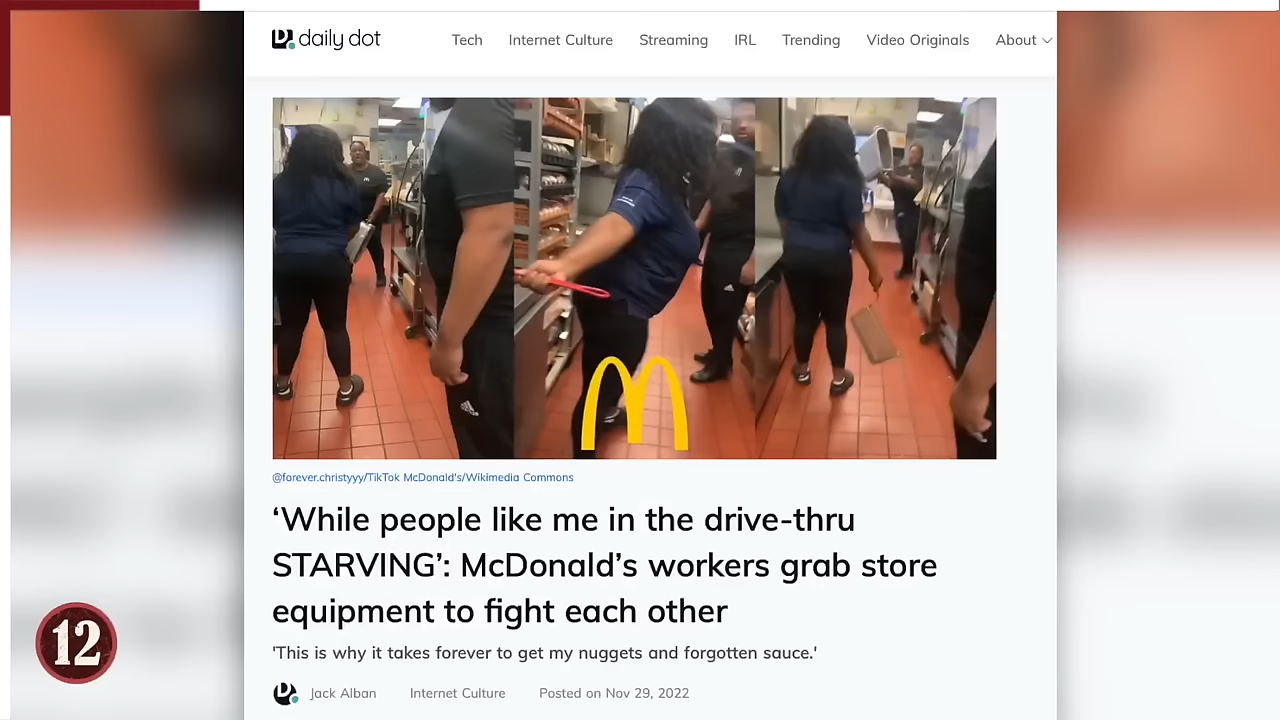 daily dot
Tech Internet Culture Streaming IRL Trending Video Originals About
@forever.christyyy/TikTok McDonald's/Wikimedia Commons
‘While people like me in the drive-thru
STARVING’: McDonald’s workers grab store
equipment to fight each other
'This is why it takes forever to get my nuggets and forgotten sauce.'
Jack Alban Internet Culture Posted on Nov 29, 2022
12